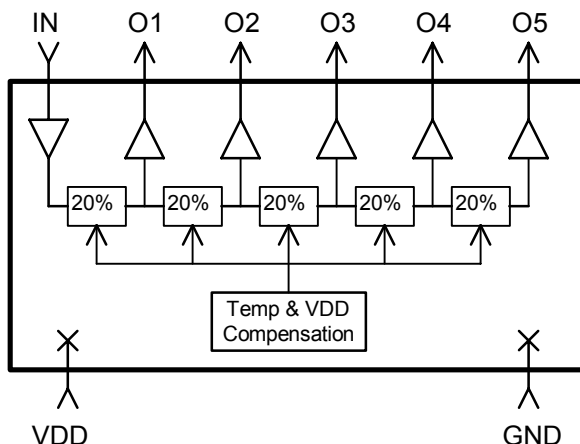 IN O1 O2 O3 O4 O5
20% 20% 20% 20% 20%
Temp & VDD
Compensation
VDD GND